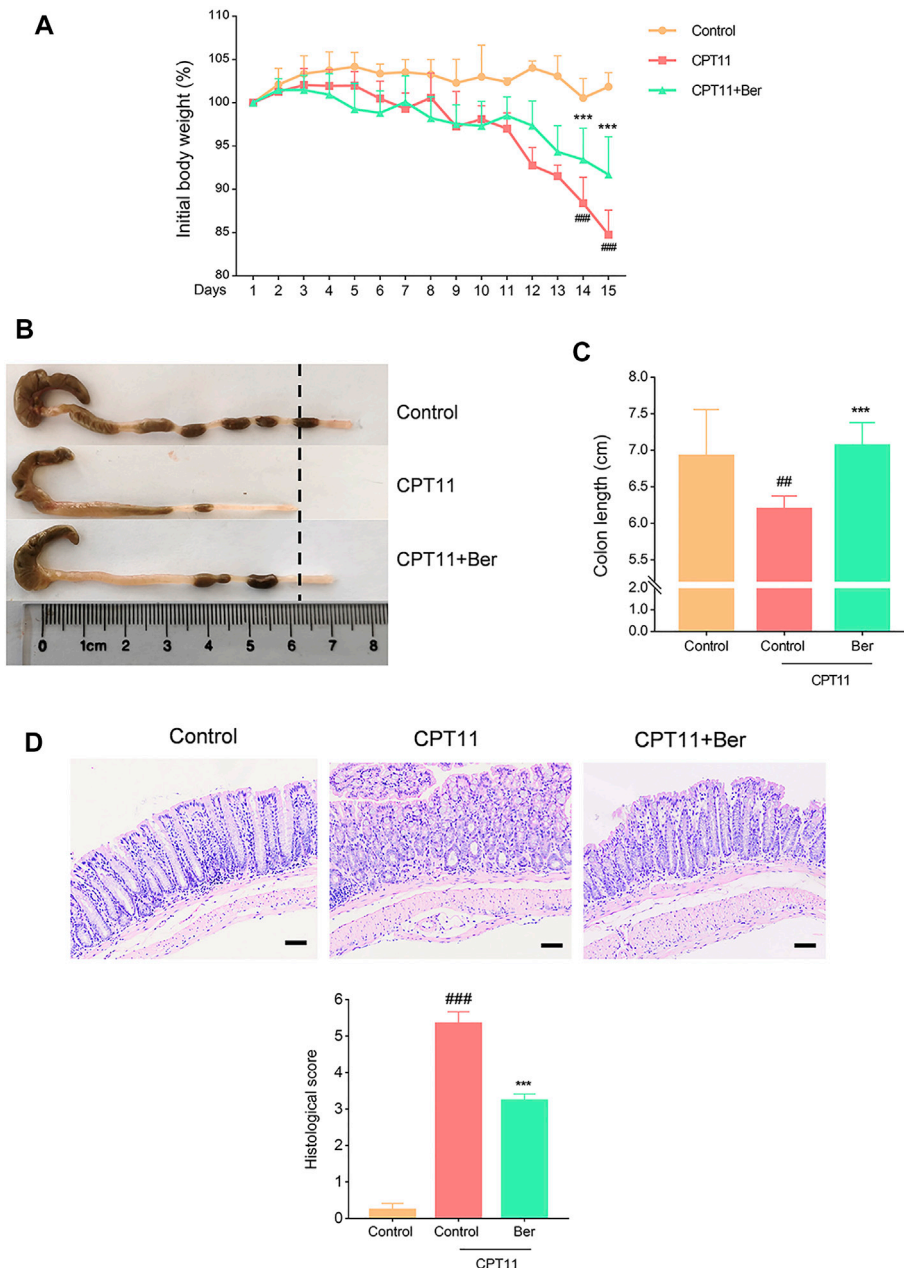 A
Initial body weight (%)
110
105
100
95
90
85
80
Days 1 2 3 4 5 6 7 8 9 10 11 12 13 14 15
*** ***
###
###
Control
CPT11
CPT11+Ber
B
Control
CPT11
CPT11+Ber
0 1cm 2 3 4 5 6 7 8
C
Colon length (cm)
8.0
7.5
7.0
6.5
6.0
5.5
2.0
1.0
0.0
##
***
Control Control Ber
CPT11
D
Control CPT11 CPT11+Ber
Histological score
6
5
4
3
2
1
0
###
***
Control Control Ber
CPT11